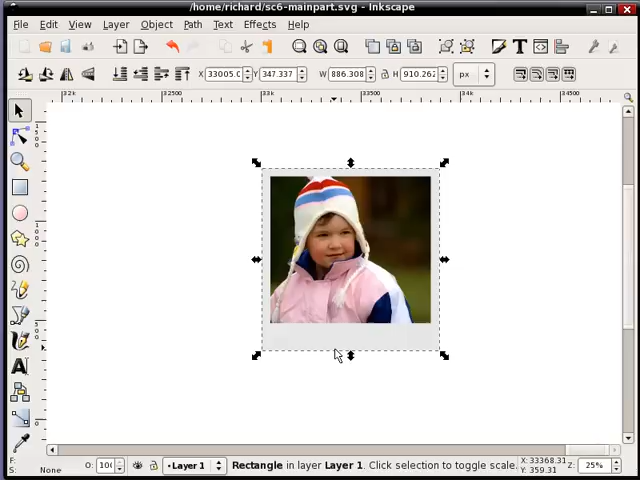 /home/richard/sc6-mainpart.svg - Inkscape
File Edit View Layer Object Path Text Effects Help
X 33005.0 Y 347.337 W 886.308 H 910.262 px
32k 32500 33k 33500 34k 34500
F: S: None O: 100 Layer 1 Rectangle in layer Layer 1. Click selection to toggle scale. X: 33368.31 Y: 359.31 Z: 25%